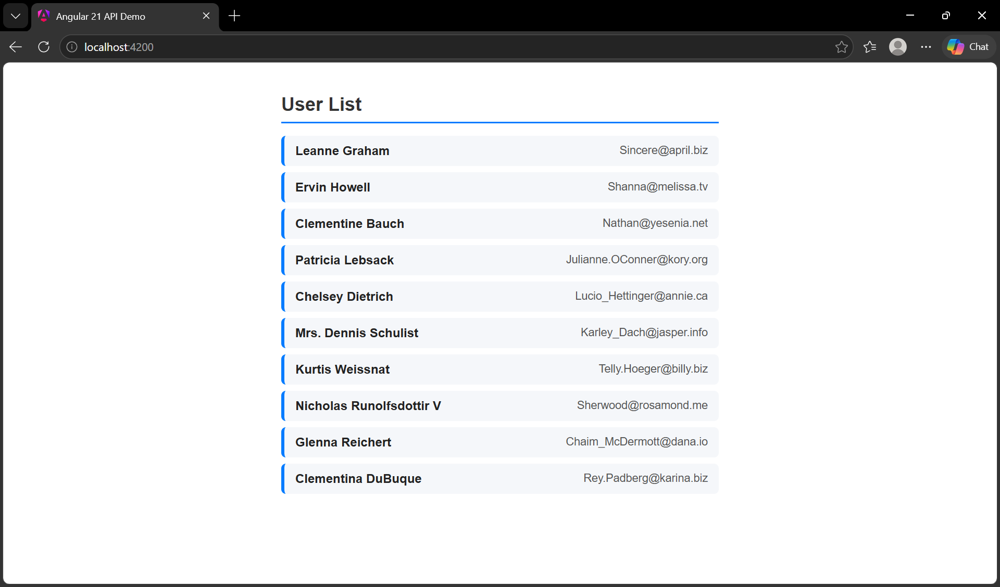 Angular 21 API Demo
localhost:4200
Chat
User List
Leanne Graham Sincere@april.biz
Ervin Howell Shanna@melissa.tv
Clementine Bauch Nathan@yesenia.net
Patricia Lebsack Julianne.OConner@kory.org
Chelsey Dietrich Lucio_Hettinger@annie.ca
Mrs. Dennis Schulist Karley_Dach@jasper.info
Kurtis Weissnat Telly.Hoeger@billy.biz
Nicholas Runolfsdottir V Sherwood@rosamond.me
Glenna Reichert Chaim_McDermott@dana.io
Clementina DuBuque Rey.Padberg@karina.biz